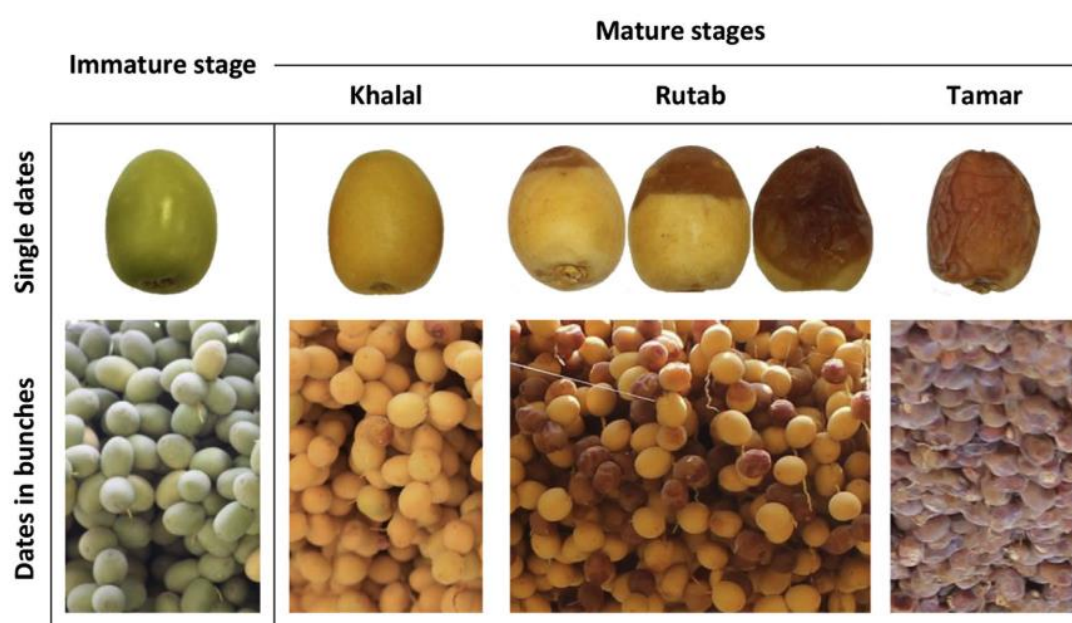 Mature stages
Immature stage
Khalal
Rutab
Tamar
Single dates
Dates in bunches